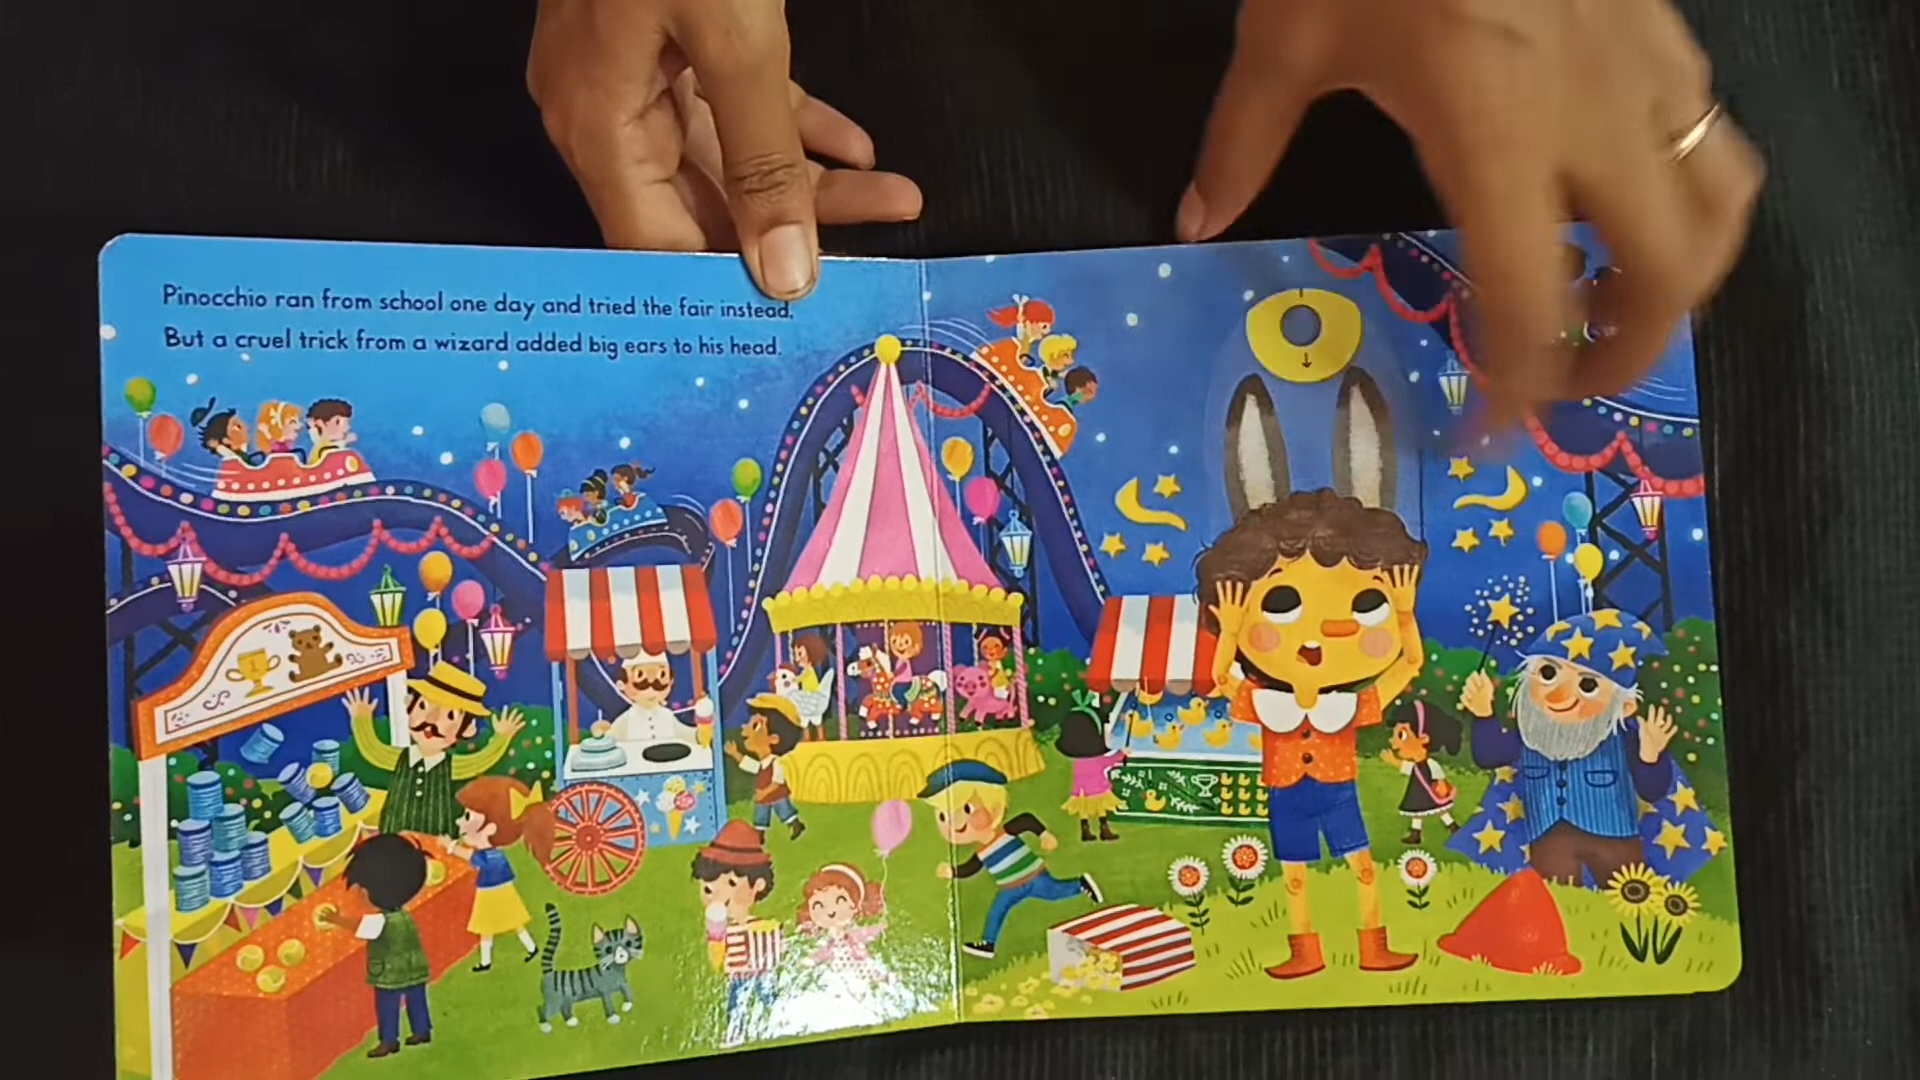 Pinocchio ran from school one day and tried the fair instead,
But a cruel trick from a wizard added big ears to his head.
1